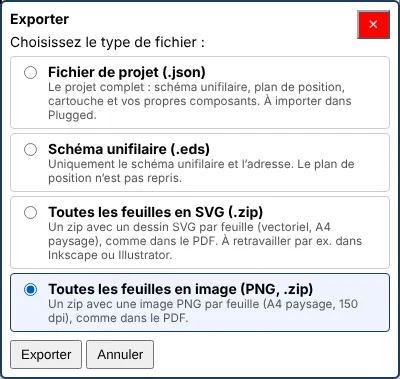 Exporter
×
Choisissez le type de fichier :
Fichier de projet (.json)
Le projet complet : schéma unifilaire, plan de position,
cartouche et vos propres composants. À importer dans
Plugged.
Schéma unifilaire (.eds)
Uniquement le schéma unifilaire et l’adresse. Le plan de
position n’est pas repris.
Toutes les feuilles en SVG (.zip)
Un zip avec un dessin SVG par feuille (vectoriel, A4
paysage), comme dans le PDF. À retravailler par ex. dans
Inkscape ou Illustrator.
Toutes les feuilles en image (PNG, .zip)
Un zip avec une image PNG par feuille (A4 paysage, 150
dpi), comme dans le PDF.
Exporter
Annuler